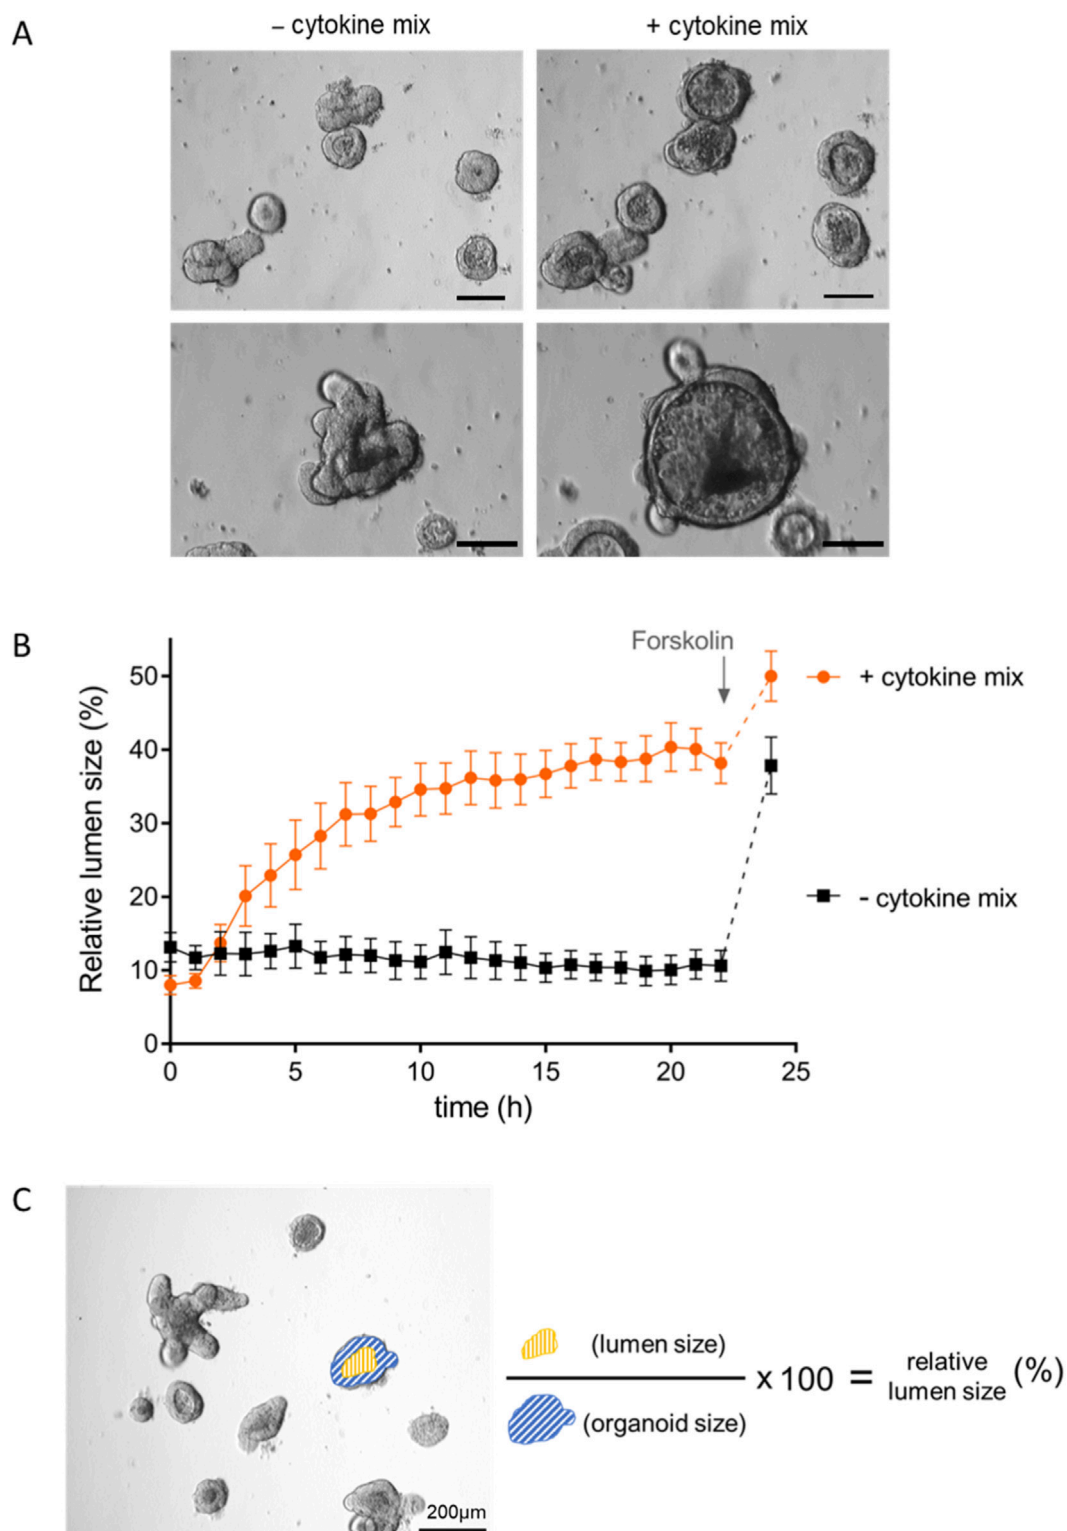 A
– cytokine mix
+ cytokine mix
B
Forskolin
Relative lumen size (%)
50
40
30
20
10
0
0
5
10
15
20
25
time (h)
+ cytokine mix
- cytokine mix
C
200µm
(lumen size)
(organoid size)
x 100 =
relative
lumen size
(%)